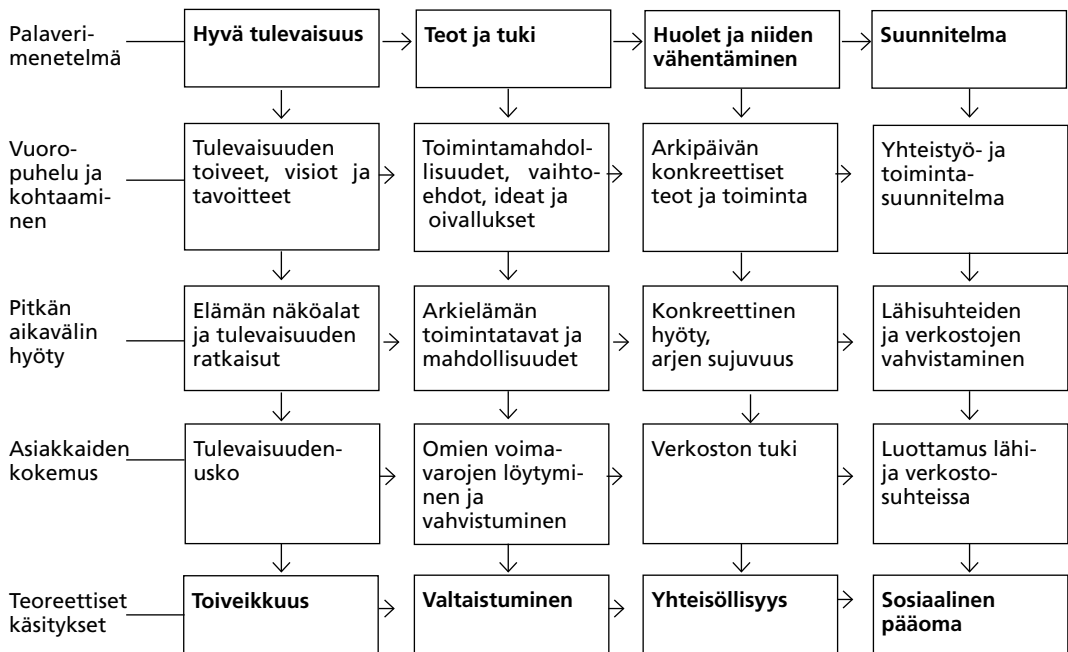 Palaveri-
menetelmä
Hyvä tulevaisuus
Teot ja tuki
Huolet ja niiden
vähentäminen
Suunnitelma
Vuoro-
puhelu ja
kohtaami-
nen
Tulevaisuuden
toiveet, visiot ja
tavoitteet
Toimintamahdol-
lisuudet, vaihto-
ehdot, ideat ja
oivallukset
Arkipäivän
konkreettiset
teot ja toiminta
Yhteistyö- ja
toiminta-
suunnitelma
Pitkän
aikavälin
hyöty
Elämän näköalat
ja tulevaisuuden
ratkaisut
Arkielämän
toimintatavat ja
mahdollisuudet
Konkreettinen
hyöty,
arjen sujuvuus
Lähisuhteiden
ja verkostojen
vahvistaminen
Asiakkaiden
kokemus
Tulevaisuuden-
usko
Omien voima-
varojen löytymi-
nen ja
vahvistuminen
Verkoston tuki
Luottamus lähi-
ja verkosto-
suhteissa
Teoreettiset
käsitykset
Toiveikkuus
Valtaistuminen
Yhteisöllisyys
Sosiaalinen
pääoma